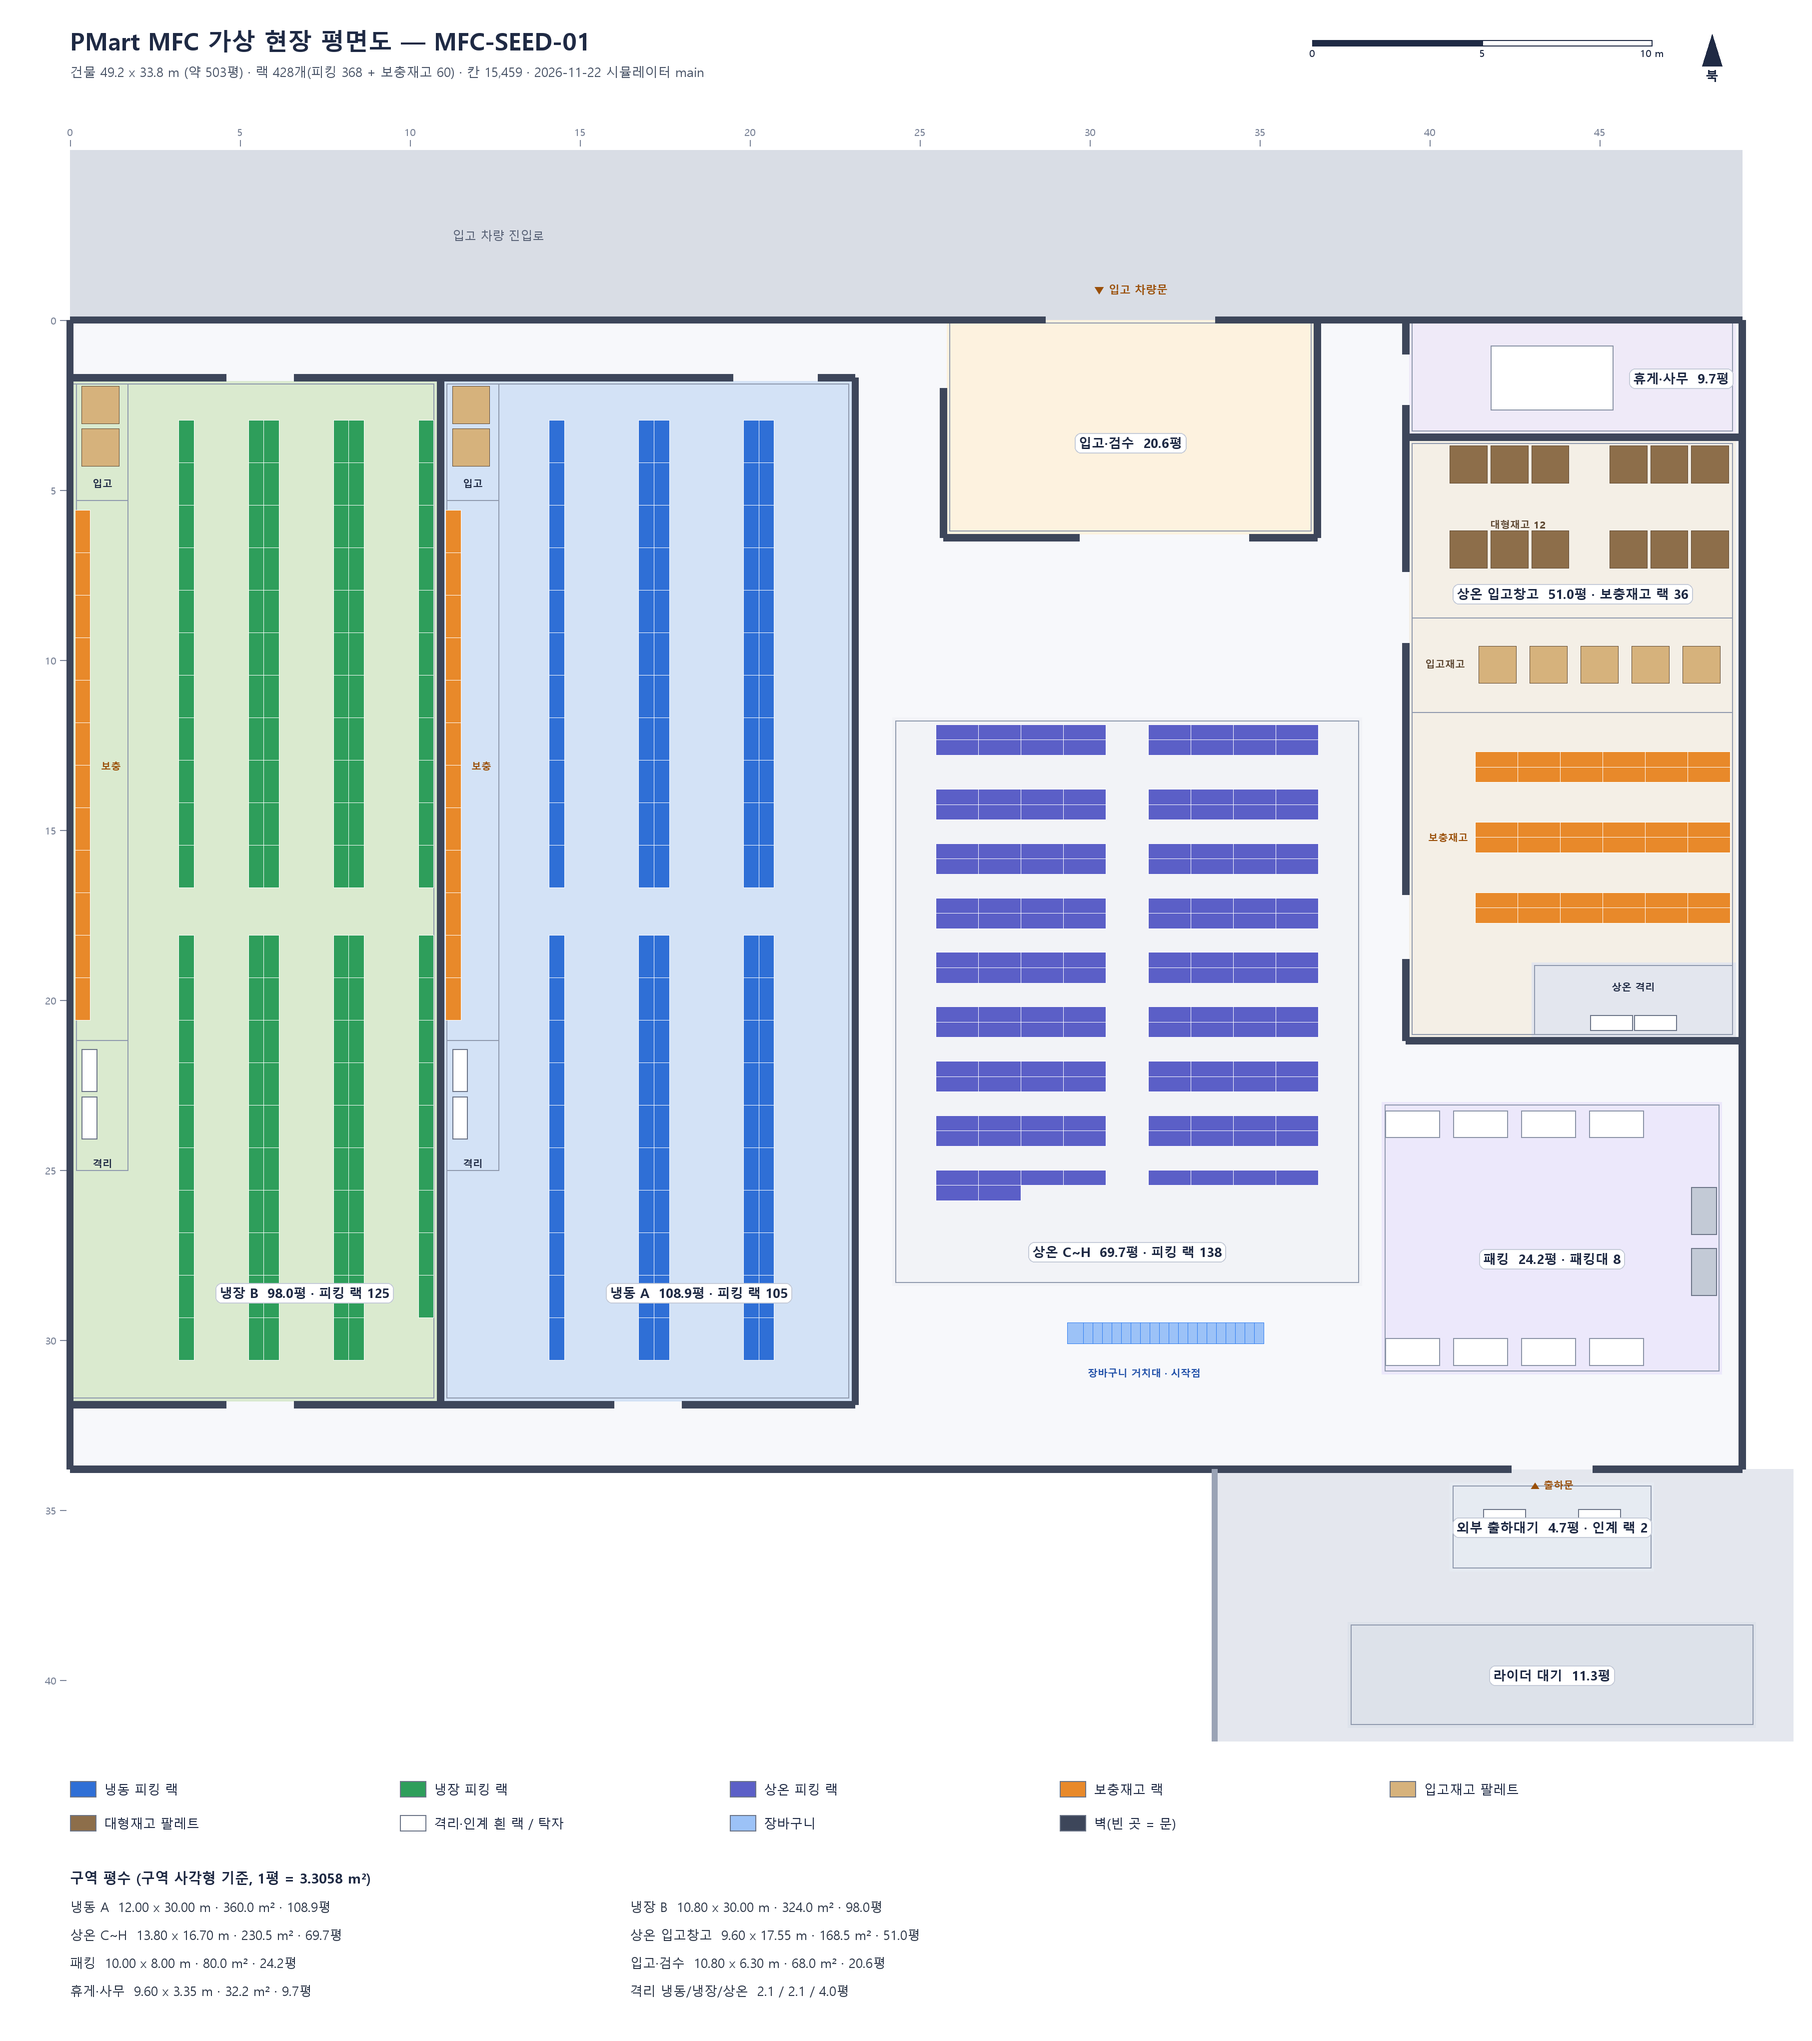 PMart MFC 가상 현장 평면도 — MFC-SEED-01
건물 49.2 x 33.8 m (약 503평) · 랙 428개(피킹 368 + 보충재고 60) · 칸 15,459 · 2026-11-22 시뮬레이터 main
0 5 10 m
북
0 5 10 15 20 25 30 35 40 45
입고 차량 진입로
▼ 입고 차량문
0
5
10
15
20
25
30
35
40
휴게·사무 9.7평
입고·검수 20.6평
입고
입고
대형재고 12
상온 입고창고 51.0평 · 보충재고 랙 36
입고재고
보충
보충
보충재고
상온 격리
격리
격리
상온 C~H 69.7평 · 피킹 랙 138
패킹 24.2평 · 패킹대 8
냉장 B 98.0평 · 피킹 랙 125
냉동 A 108.9평 · 피킹 랙 105
장바구니 거치대 · 시작점
▲ 출하문
외부 출하대기 4.7평 · 인계 랙 2
라이더 대기 11.3평
냉동 피킹 랙
냉장 피킹 랙
상온 피킹 랙
보충재고 랙
입고재고 팔레트
대형재고 팔레트
격리·인계 흰 랙 / 탁자
장바구니
벽(빈 곳 = 문)
구역 평수 (구역 사각형 기준, 1평 = 3.3058 m²)
냉동 A 12.00 x 30.00 m · 360.0 m² · 108.9평
냉장 B 10.80 x 30.00 m · 324.0 m² · 98.0평
상온 C~H 13.80 x 16.70 m · 230.5 m² · 69.7평
상온 입고창고 9.60 x 17.55 m · 168.5 m² · 51.0평
패킹 10.00 x 8.00 m · 80.0 m² · 24.2평
입고·검수 10.80 x 6.30 m · 68.0 m² · 20.6평
휴게·사무 9.60 x 3.35 m · 32.2 m² · 9.7평
격리 냉동/냉장/상온 2.1 / 2.1 / 4.0평